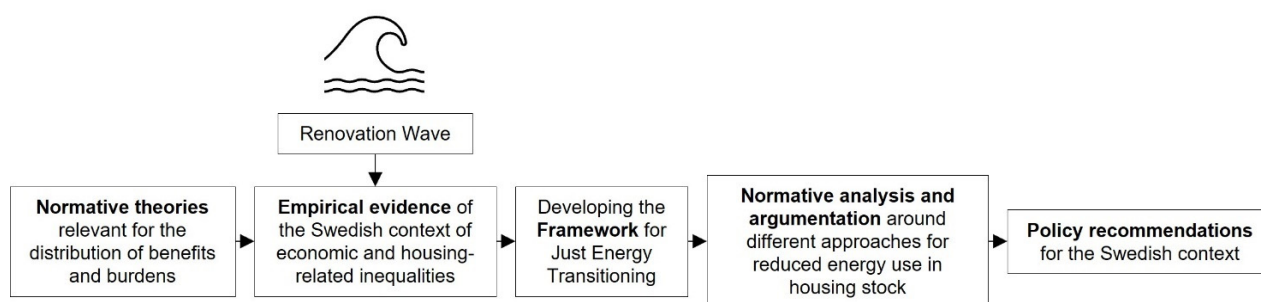 Renovation Wave
Normative theories
relevant for the
distribution of benefits
and burdens
Empirical evidence of
the Swedish context of
economic and housing-
related inequalities
Developing the
Framework for
Just Energy
Transitioning
Normative analysis and
argumentation around
different approaches for
reduced energy use in
housing stock
Policy recommendations
for the Swedish context